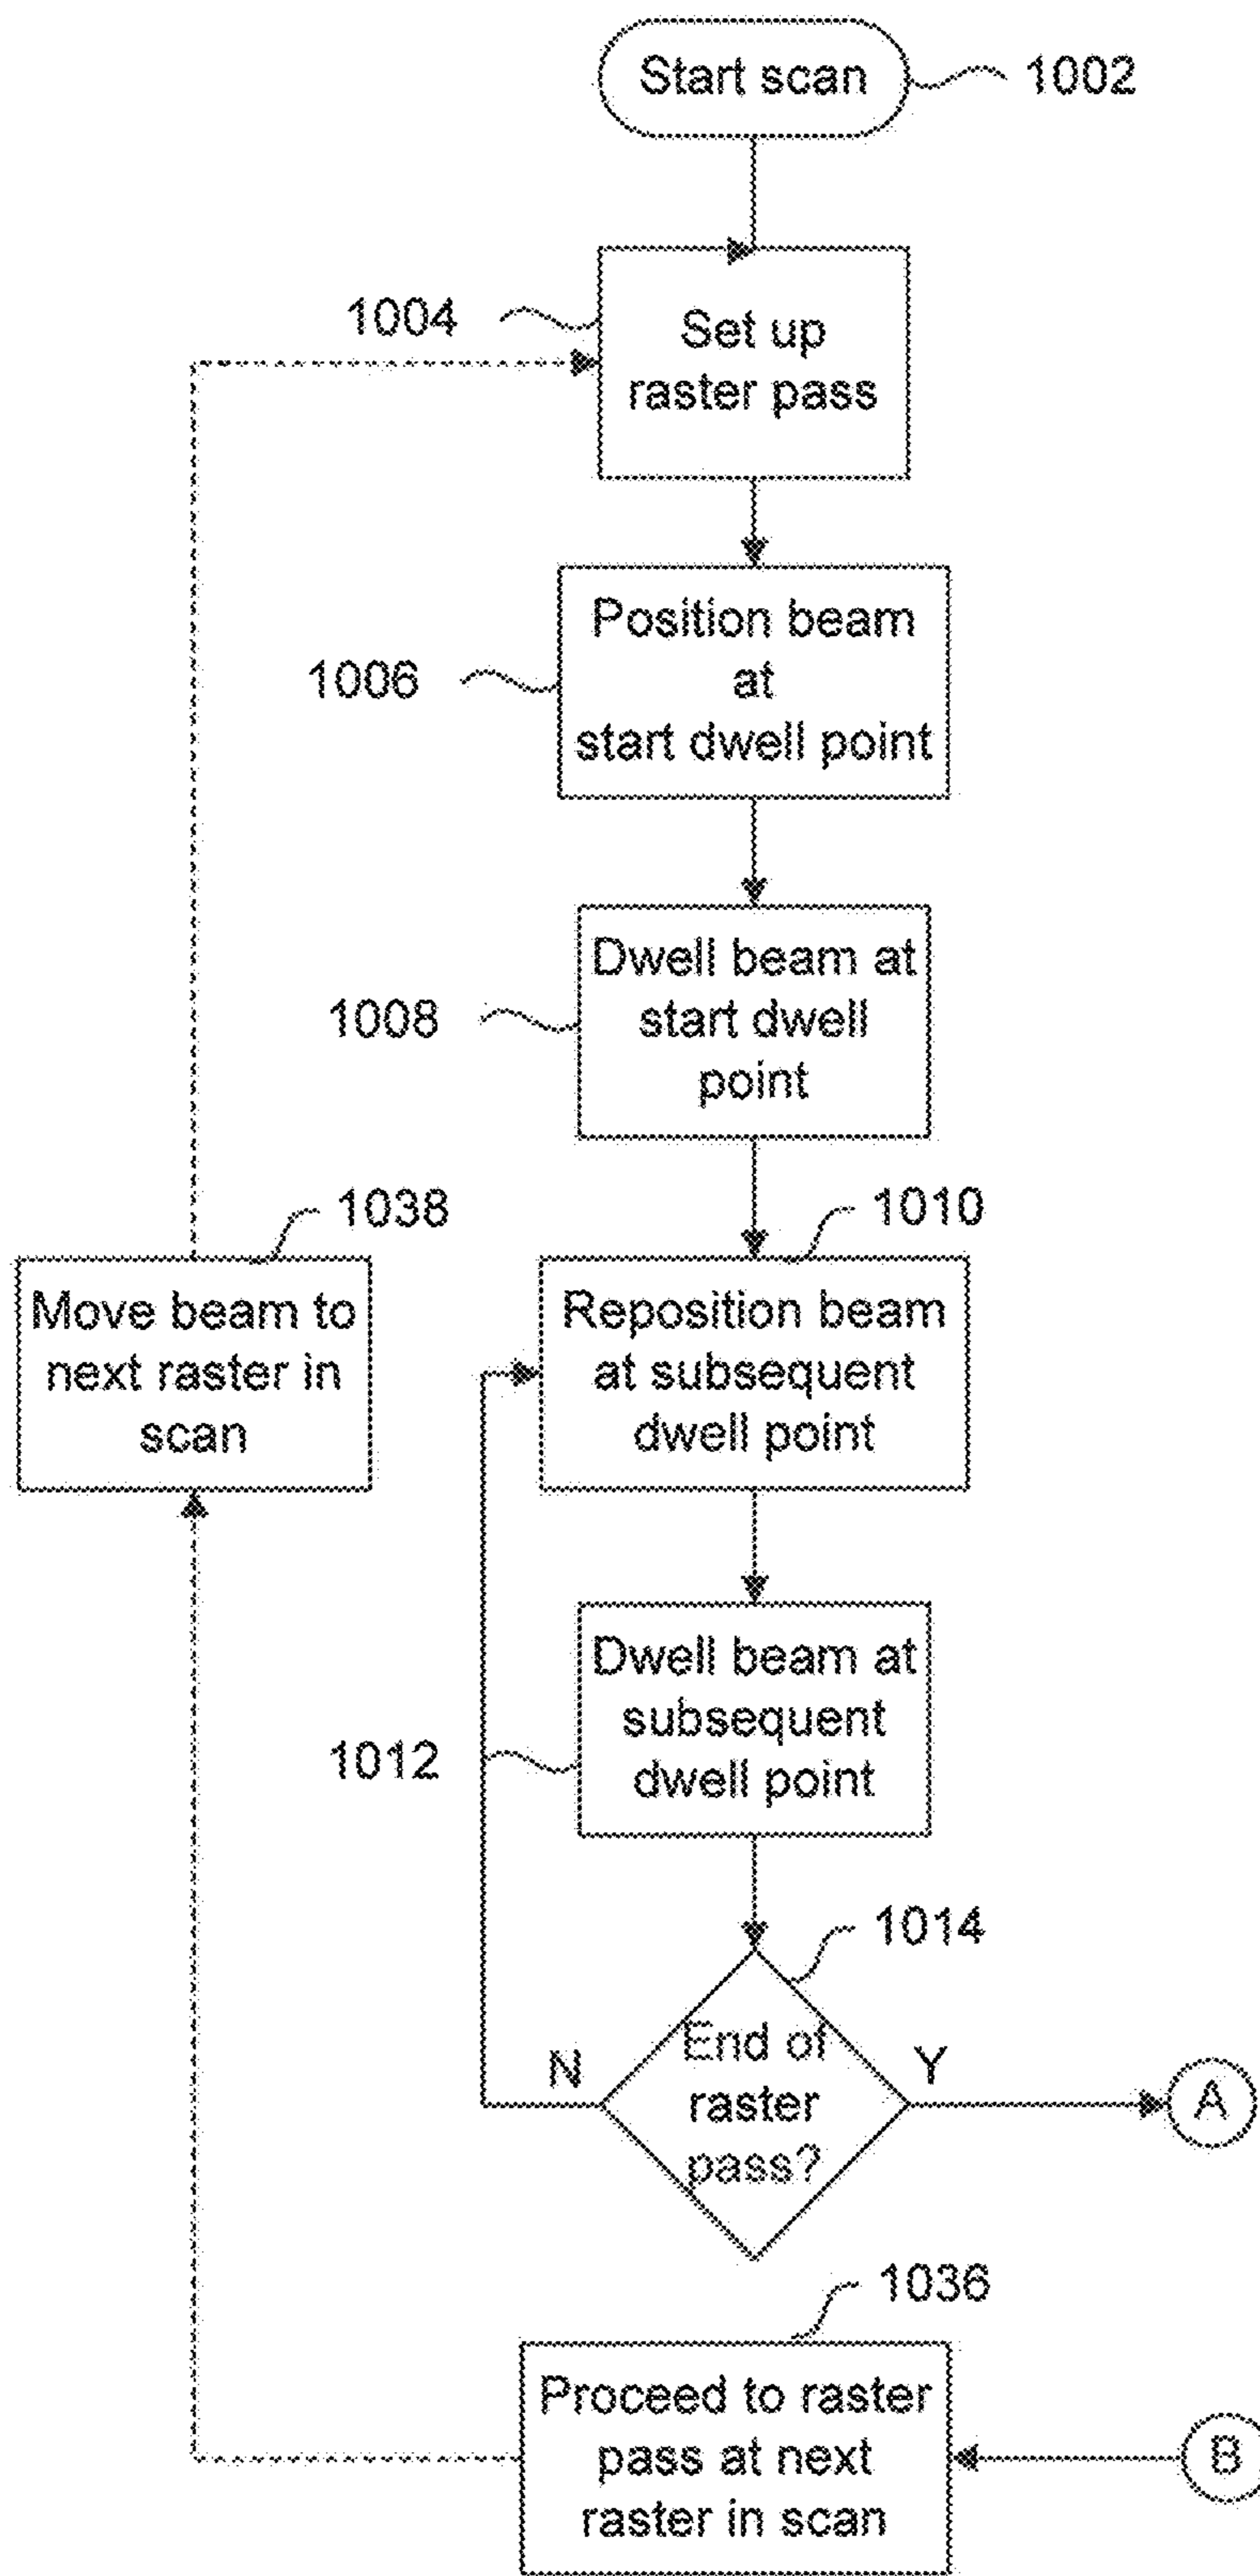 Start scan
1002
1004
Set up
raster pass
1006
Position beam
at
start dwell point
1008
Dwell beam at
start dwell
point
1038
Move beam to
next raster in
scan
1010
Reposition beam
at subsequent
dwell point
1012
Dwell beam at
subsequent
dwell point
1014
End of
raster
pass?
N
Y
A
1036
Proceed to raster
pass at next
raster in scan
B